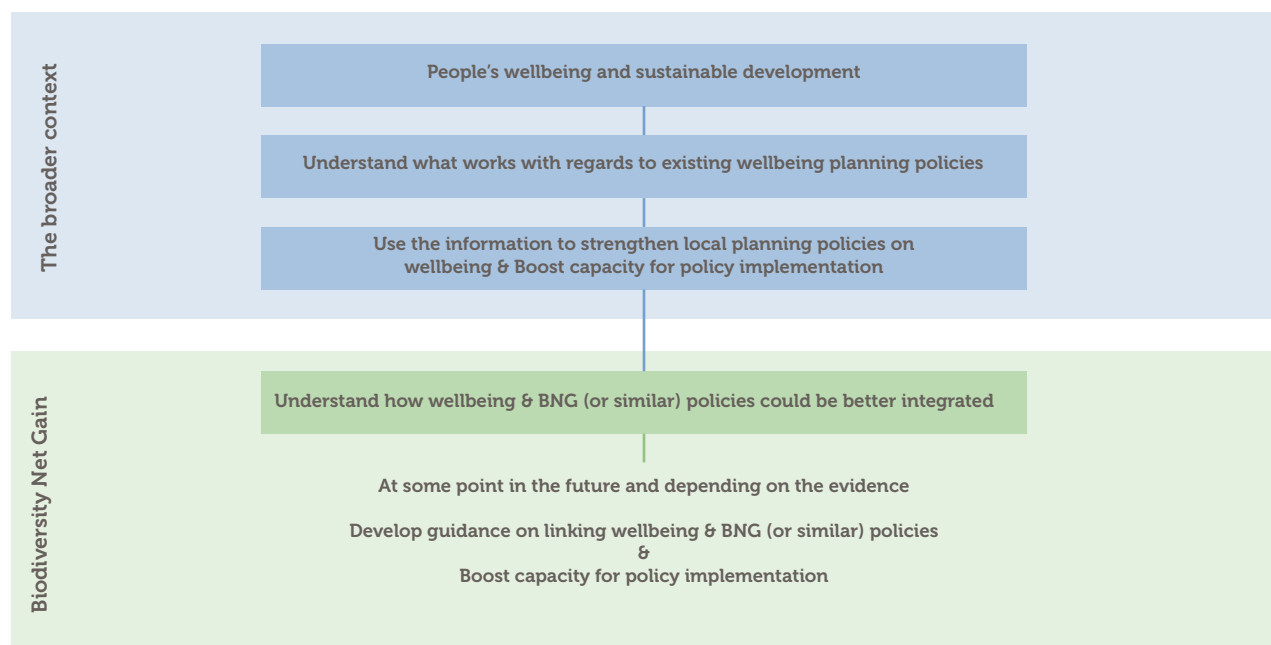 The broader context
People’s wellbeing and sustainable development
Understand what works with regards to existing wellbeing planning policies
Use the information to strengthen local planning policies on
wellbeing & Boost capacity for policy implementation
Biodiversity Net Gain
Understand how wellbeing & BNG (or similar) policies could be better integrated
At some point in the future and depending on the evidence
Develop guidance on linking wellbeing & BNG (or similar) policies
&
Boost capacity for policy implementation